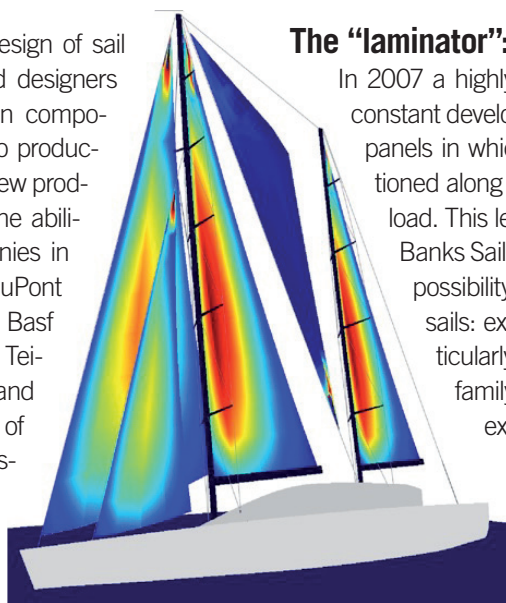 esign of sail
d designers
n compo-
o produc-
ew prod-
ne abili-
nies in
uPont
Basf
Tei-
and
of
s-
The “laminator”:
In 2007 a highly
constant develo
panels in whic
tioned along
load. This le
Banks Sail
possibility
sails: ex
ticularly
family
ex